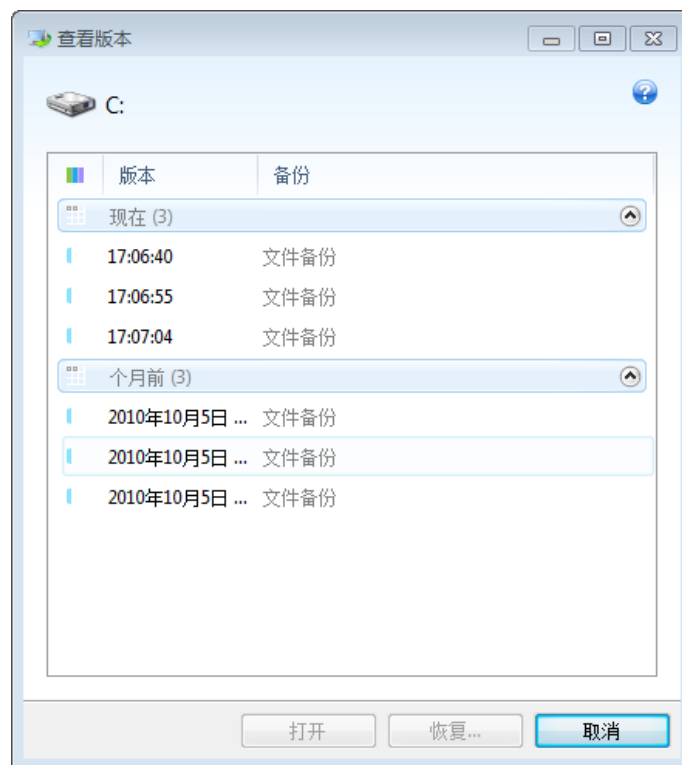 查看版本
C:
版本 备份
现在 (3)
17:06:40 文件备份
17:06:55 文件备份
17:07:04 文件备份
个月前 (3)
2010年10月5日 ... 文件备份
2010年10月5日 ... 文件备份
2010年10月5日 ... 文件备份
打开 恢复... 取消